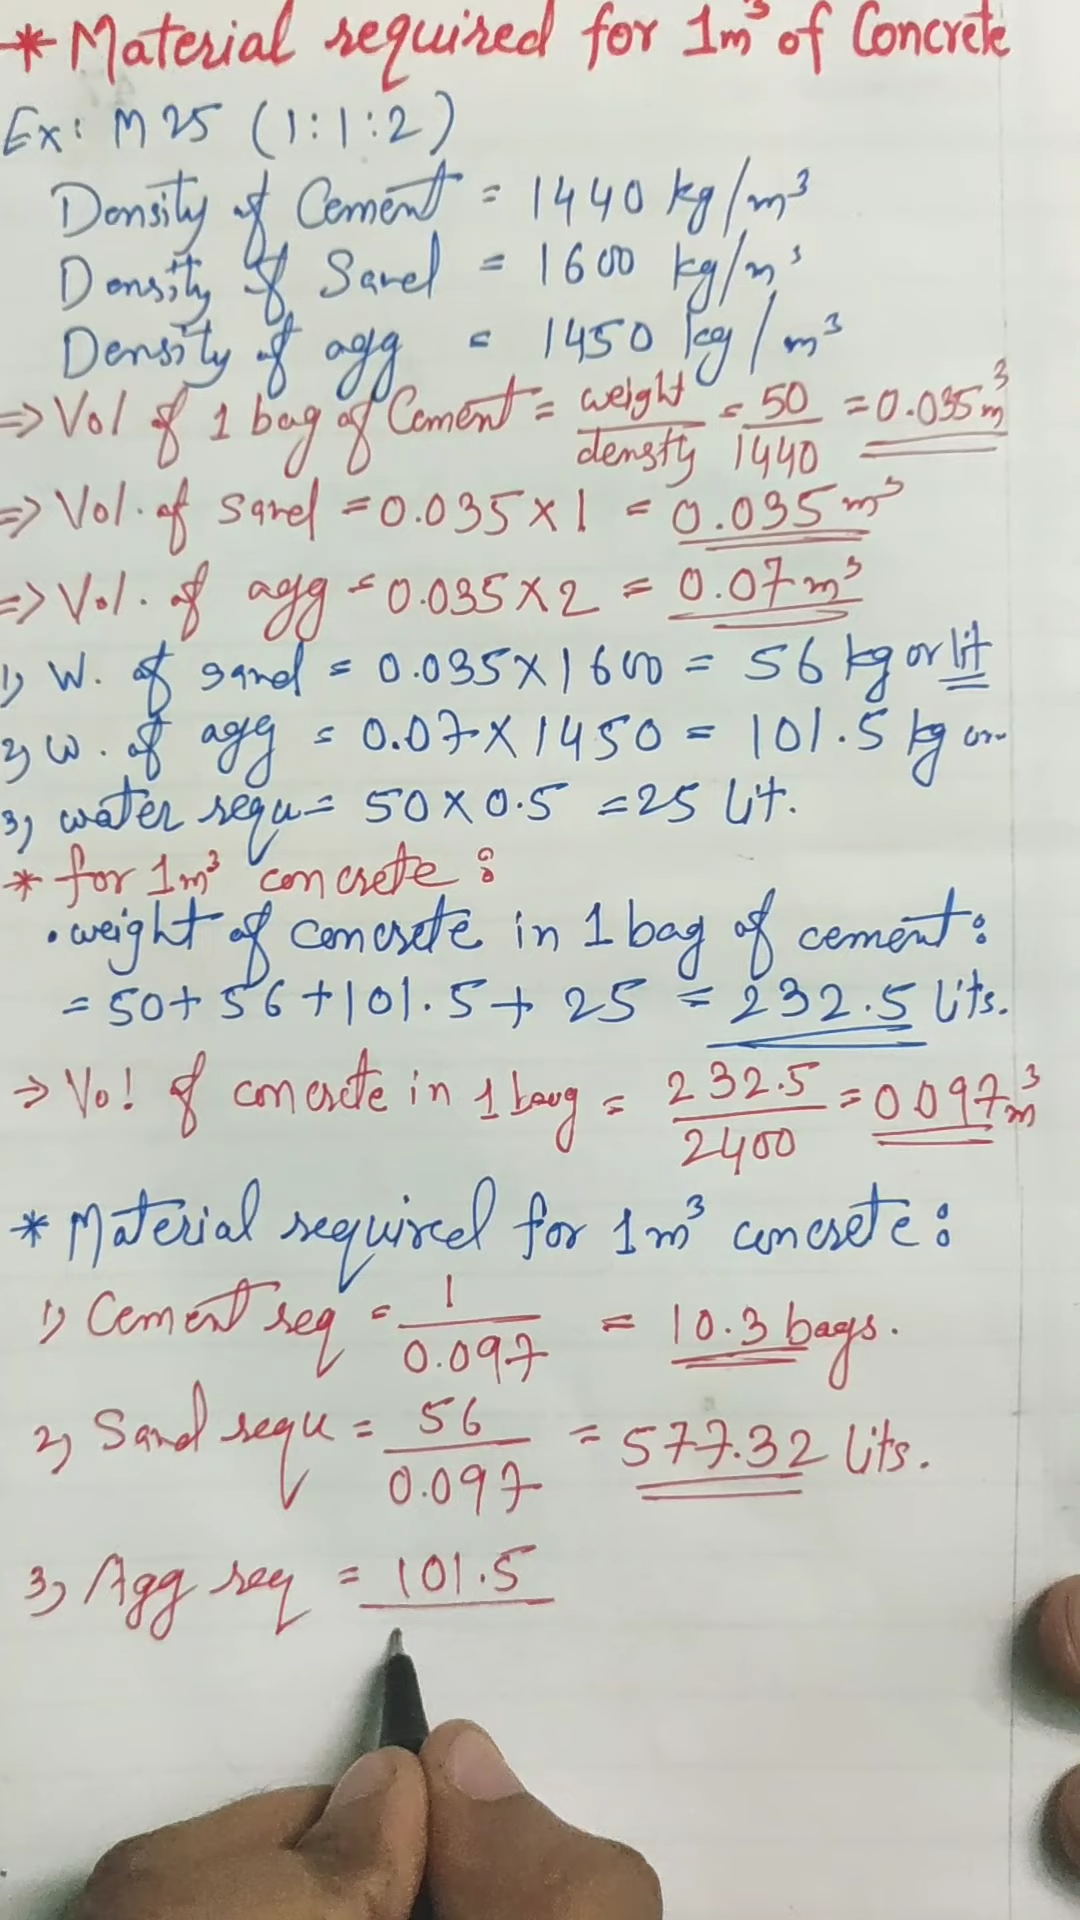 * Material required for 1m³ of Concrete
Ex: M25 (1:1:2)
Density of Cement = 1440 kg/m³
Density of Sand = 1600 kg/m³
Density of agg = 1450 kg/m³
⇒ Vol of 1 bag of Cement = weight/density = 50/1440 = 0.035m³
⇒ Vol. of sand = 0.035 × 1 = 0.035 m³
⇒ Vol. of agg = 0.035 × 2 = 0.07 m³
1) W. of sand = 0.035 × 1600 = 56 kg or lit
2) w. of agg = 0.07 × 1450 = 101.5 kg or
3) water requ = 50 × 0.5 = 25 Lit.
* for 1m³ concrete :
• weight of concrete in 1 bag of cement :
= 50 + 56 + 101.5 + 25 = 232.5 Lits.
⇒ Vol of concrete in 1 bag = 232.5/2400 = 0.097 m³
* Material required for 1m³ concrete :
1) Cement req = 1/0.097 = 10.3 bags.
2) Sand requ = 56/0.097 = 577.32 Lits.
3) Agg req = 101.5